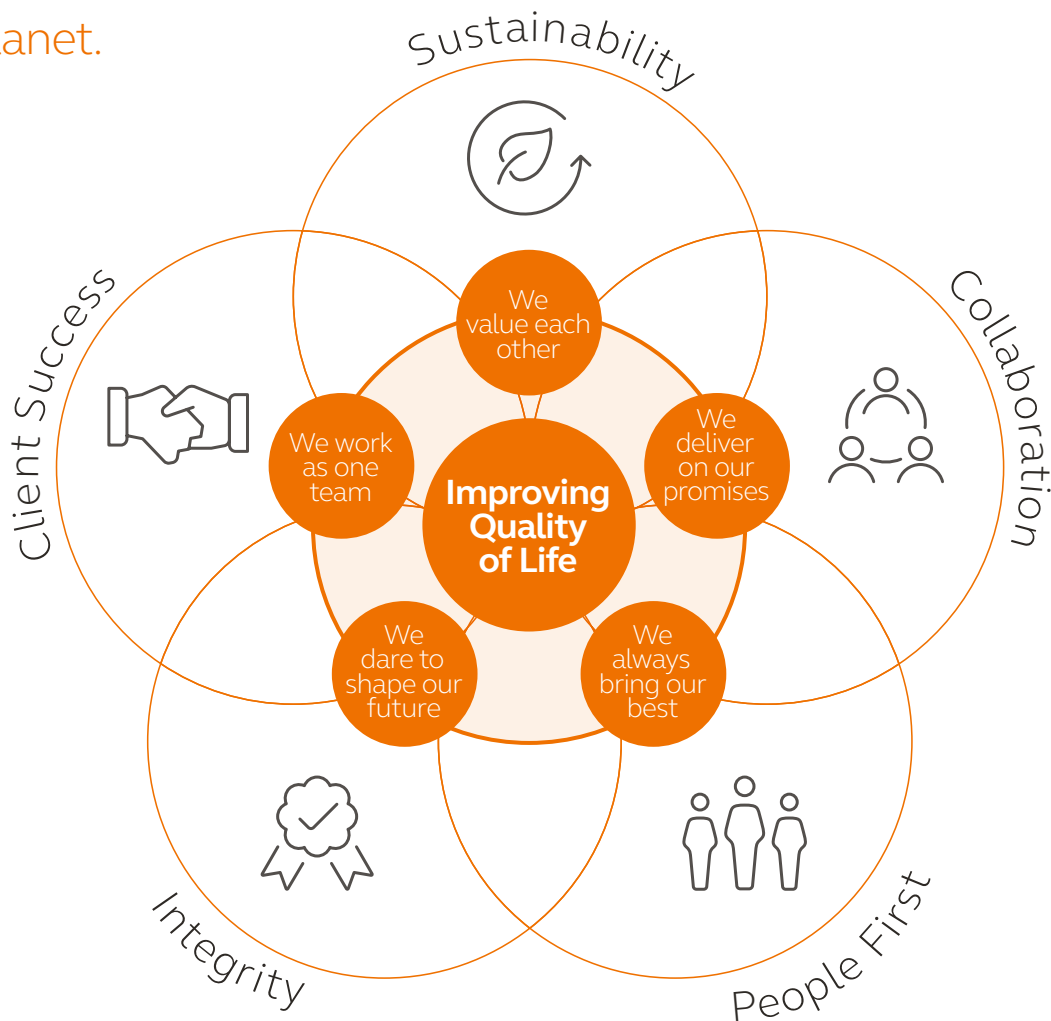 Sustainability
Client Success
Collaboration
We
value each
other
We work
as one
team
We
deliver
on our
promises
Improving
Quality
of Life
We
dare to
shape our
future
We
always
bring our
best
Integrity
People First